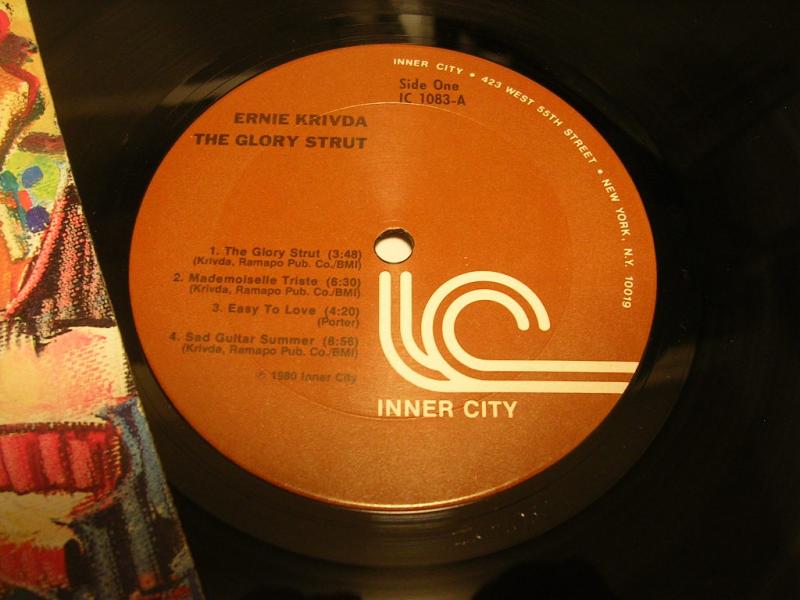 INNER CITY • 423 WEST 55TH STREET • NEW YORK, N.Y. 10019
Side One
IC 1083-A
ERNIE KRIVDA
THE GLORY STRUT
1. The Glory Strut (3:48)
(Krivda, Ramapo Pub. Co./BMI)
2. Mademoiselle Triste (6:30)
(Krivda, Ramapo Pub. Co./BMI)
3. Easy To Love (4:20)
(Porter)
4. Sad Guitar Summer (6:56)
(Krivda, Ramapo Pub. Co./BMI)
℗ 1980 Inner City
IC
INNER CITY